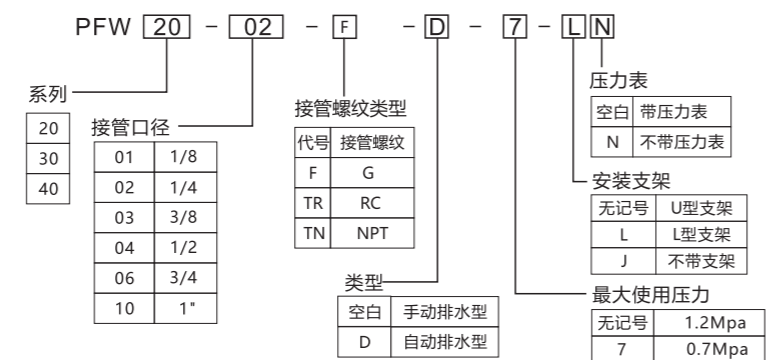 PFW 20 - 02 - F - D - 7 - L N
系列
20
30
40
接管口径
01 1/8
02 1/4
03 3/8
04 1/2
06 3/4
10 1"
接管螺纹类型
代号 接管螺纹
F G
TR RC
TN NPT
类型
空白 手动排水型
D 自动排水型
压力表
空白 带压力表
N 不带压力表
安装支架
无记号 U型支架
L L型支架
J 不带支架
最大使用压力
无记号 1.2Mpa
7 0.7Mpa